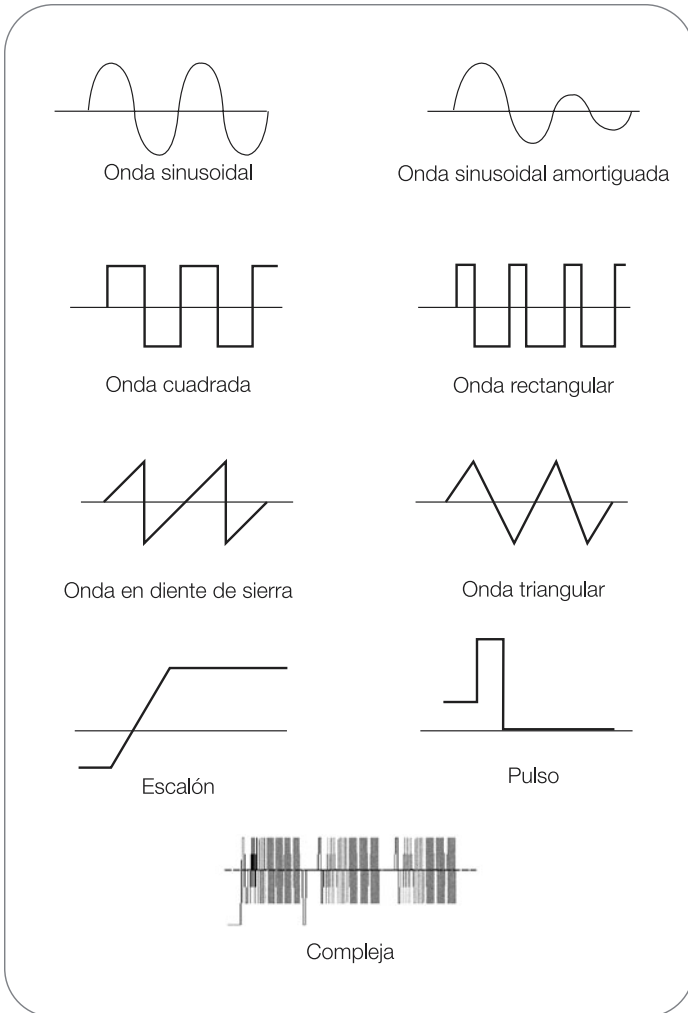 Onda sinusoidal
Onda sinusoidal amortiguada
Onda cuadrada
Onda rectangular
Onda en diente de sierra
Onda triangular
Escalón
Pulso
Compleja